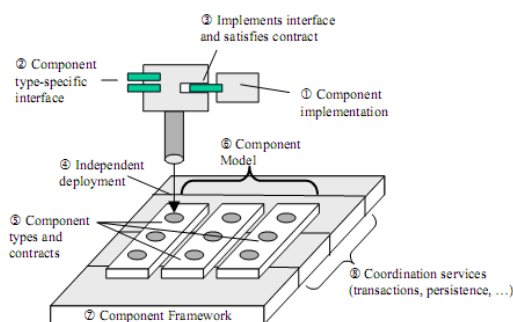 ③ Implements interface
and satisfies contract
② Component
type-specific
interface
① Component
implementation
⑥ Component
Model
④ Independent
deployment
⑤ Component
types and
contracts
⑧ Coordination services
(transactions, persistence, …)
⑦ Component Framework